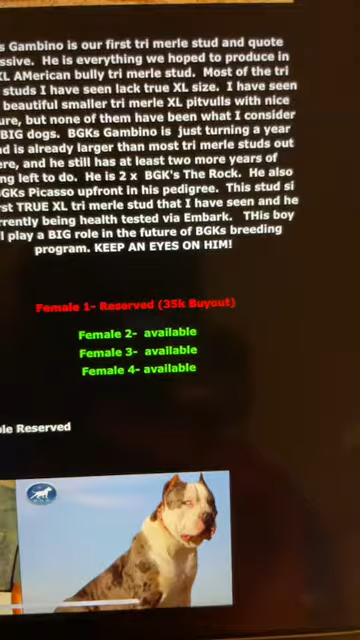 s Gambino is our first tri merle stud and quote
ssive. He is everything we hoped to produce in
XL AMerican bully tri merle stud. Most of the tri
studs I have seen lack true XL size. I have seen
beautiful smaller tri merle XL pitvulls with nice
ure, but none of them have been what I consider
BIG dogs. BGKs Gambino is just turning a year
d is already larger than most tri merle studs out
ere, and he still has at least two more years of
ng left to do. He is 2 x BGK's The Rock. He also
GKs Picasso upfront in his pedigree. This stud si
st TRUE XL tri merle stud that I have seen and he
rrently being health tested via Embark. THis boy
l play a BIG role in the future of BGKs breeding
program. KEEP AN EYES ON HIM!
Female 1- Reserved (35k Buyout)
Female 2- available
Female 3- available
Female 4- available
le Reserved